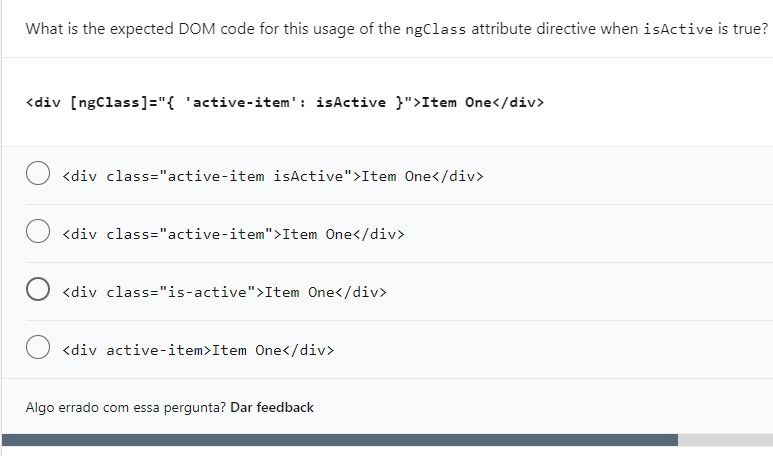 What is the expected DOM code for this usage of the ngClass attribute directive when isActive is true?
<div [ngClass]="{ 'active-item': isActive }">Item One</div>
<div class="active-item isActive">Item One</div>
<div class="active-item">Item One</div>
<div class="is-active">Item One</div>
<div active-item>Item One</div>
Algo errado com essa pergunta? Dar feedback